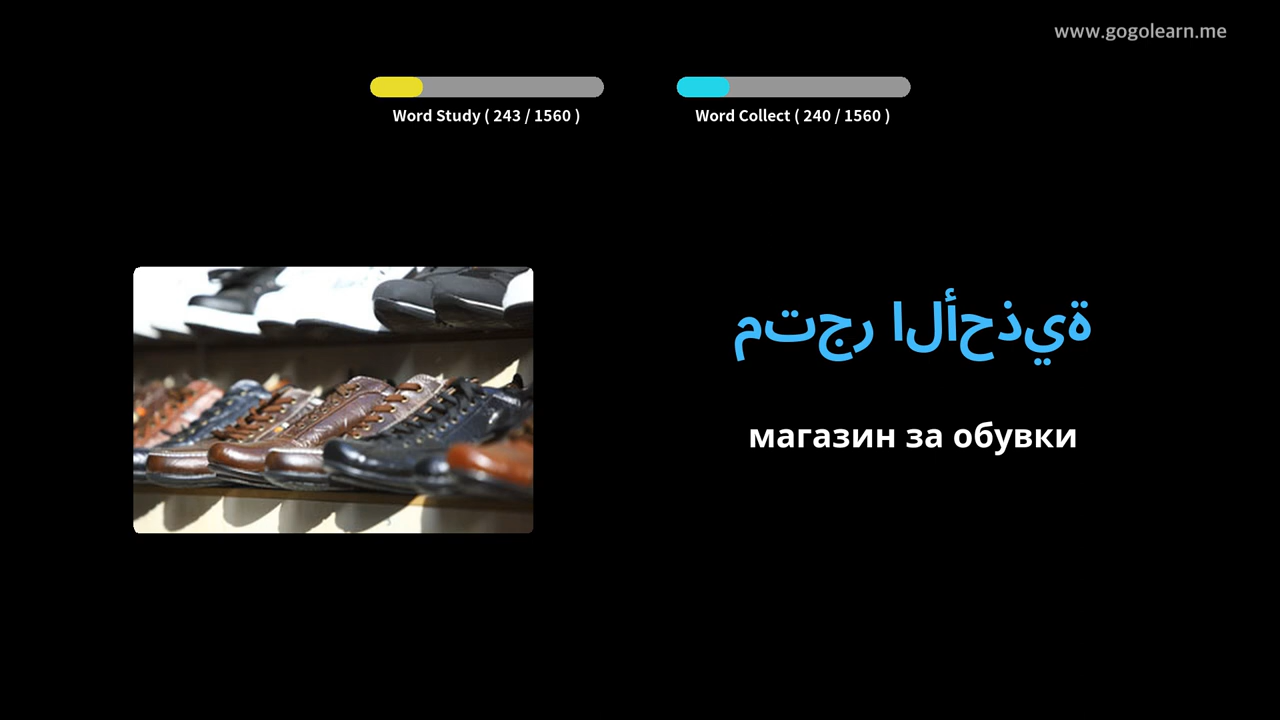 www.gogolearn.me
Word Study ( 243 / 1560 )
Word Collect ( 240 / 1560 )
متجر الأحذية
магазин за обувки